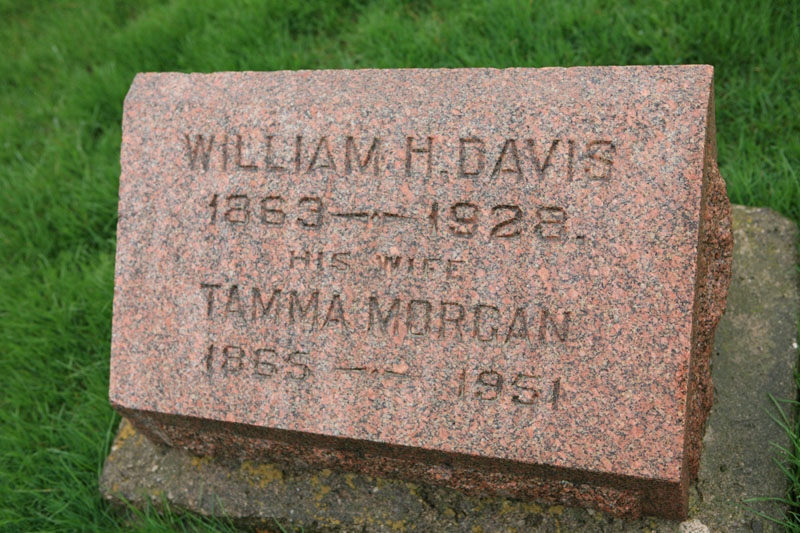 WILLIAM H. DAVIS
1863 — 1928.
HIS WIFE
TAMMA MORGAN
1865 — 1951